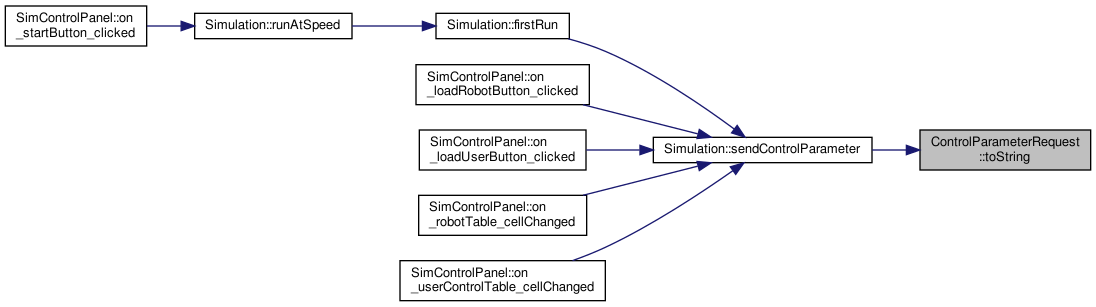 SimControlPanel::on
_startButton_clicked
Simulation::runAtSpeed
Simulation::firstRun
SimControlPanel::on
_loadRobotButton_clicked
SimControlPanel::on
_loadUserButton_clicked
Simulation::sendControlParameter
ControlParameterRequest
::toString
SimControlPanel::on
_robotTable_cellChanged
SimControlPanel::on
_userControlTable_cellChanged